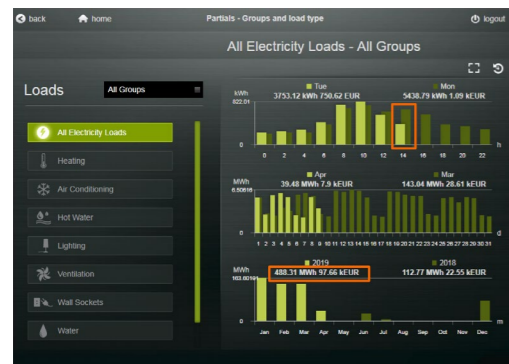 back home Partials - Groups and load type logout
All Electricity Loads - All Groups
Loads All Groups
All Electricity Loads
Heating
Air Conditioning
Hot Water
Lighting
Ventilation
Wall Sockets
Water
kWh Tue Mon
3753.12 kWh 750.62 EUR 5438.79 kWh 1.09 kEUR
822.01
0
0 2 4 6 8 10 12 14 16 18 20 22 h
MWh Apr Mar
39.48 MWh 7.9 kEUR 143.04 MWh 28.61 kEUR
6.50616
0
1 2 3 4 5 6 7 8 9 10 11 12 13 14 15 16 17 18 19 20 21 22 23 24 25 26 27 28 29 30 31 d
MWh 2019 2018
488.31 MWh 97.66 kEUR 112.77 MWh 22.55 kEUR
0
Jan Feb Mar Apr May Jun Jul Aug Sep Oct Nov Dec m